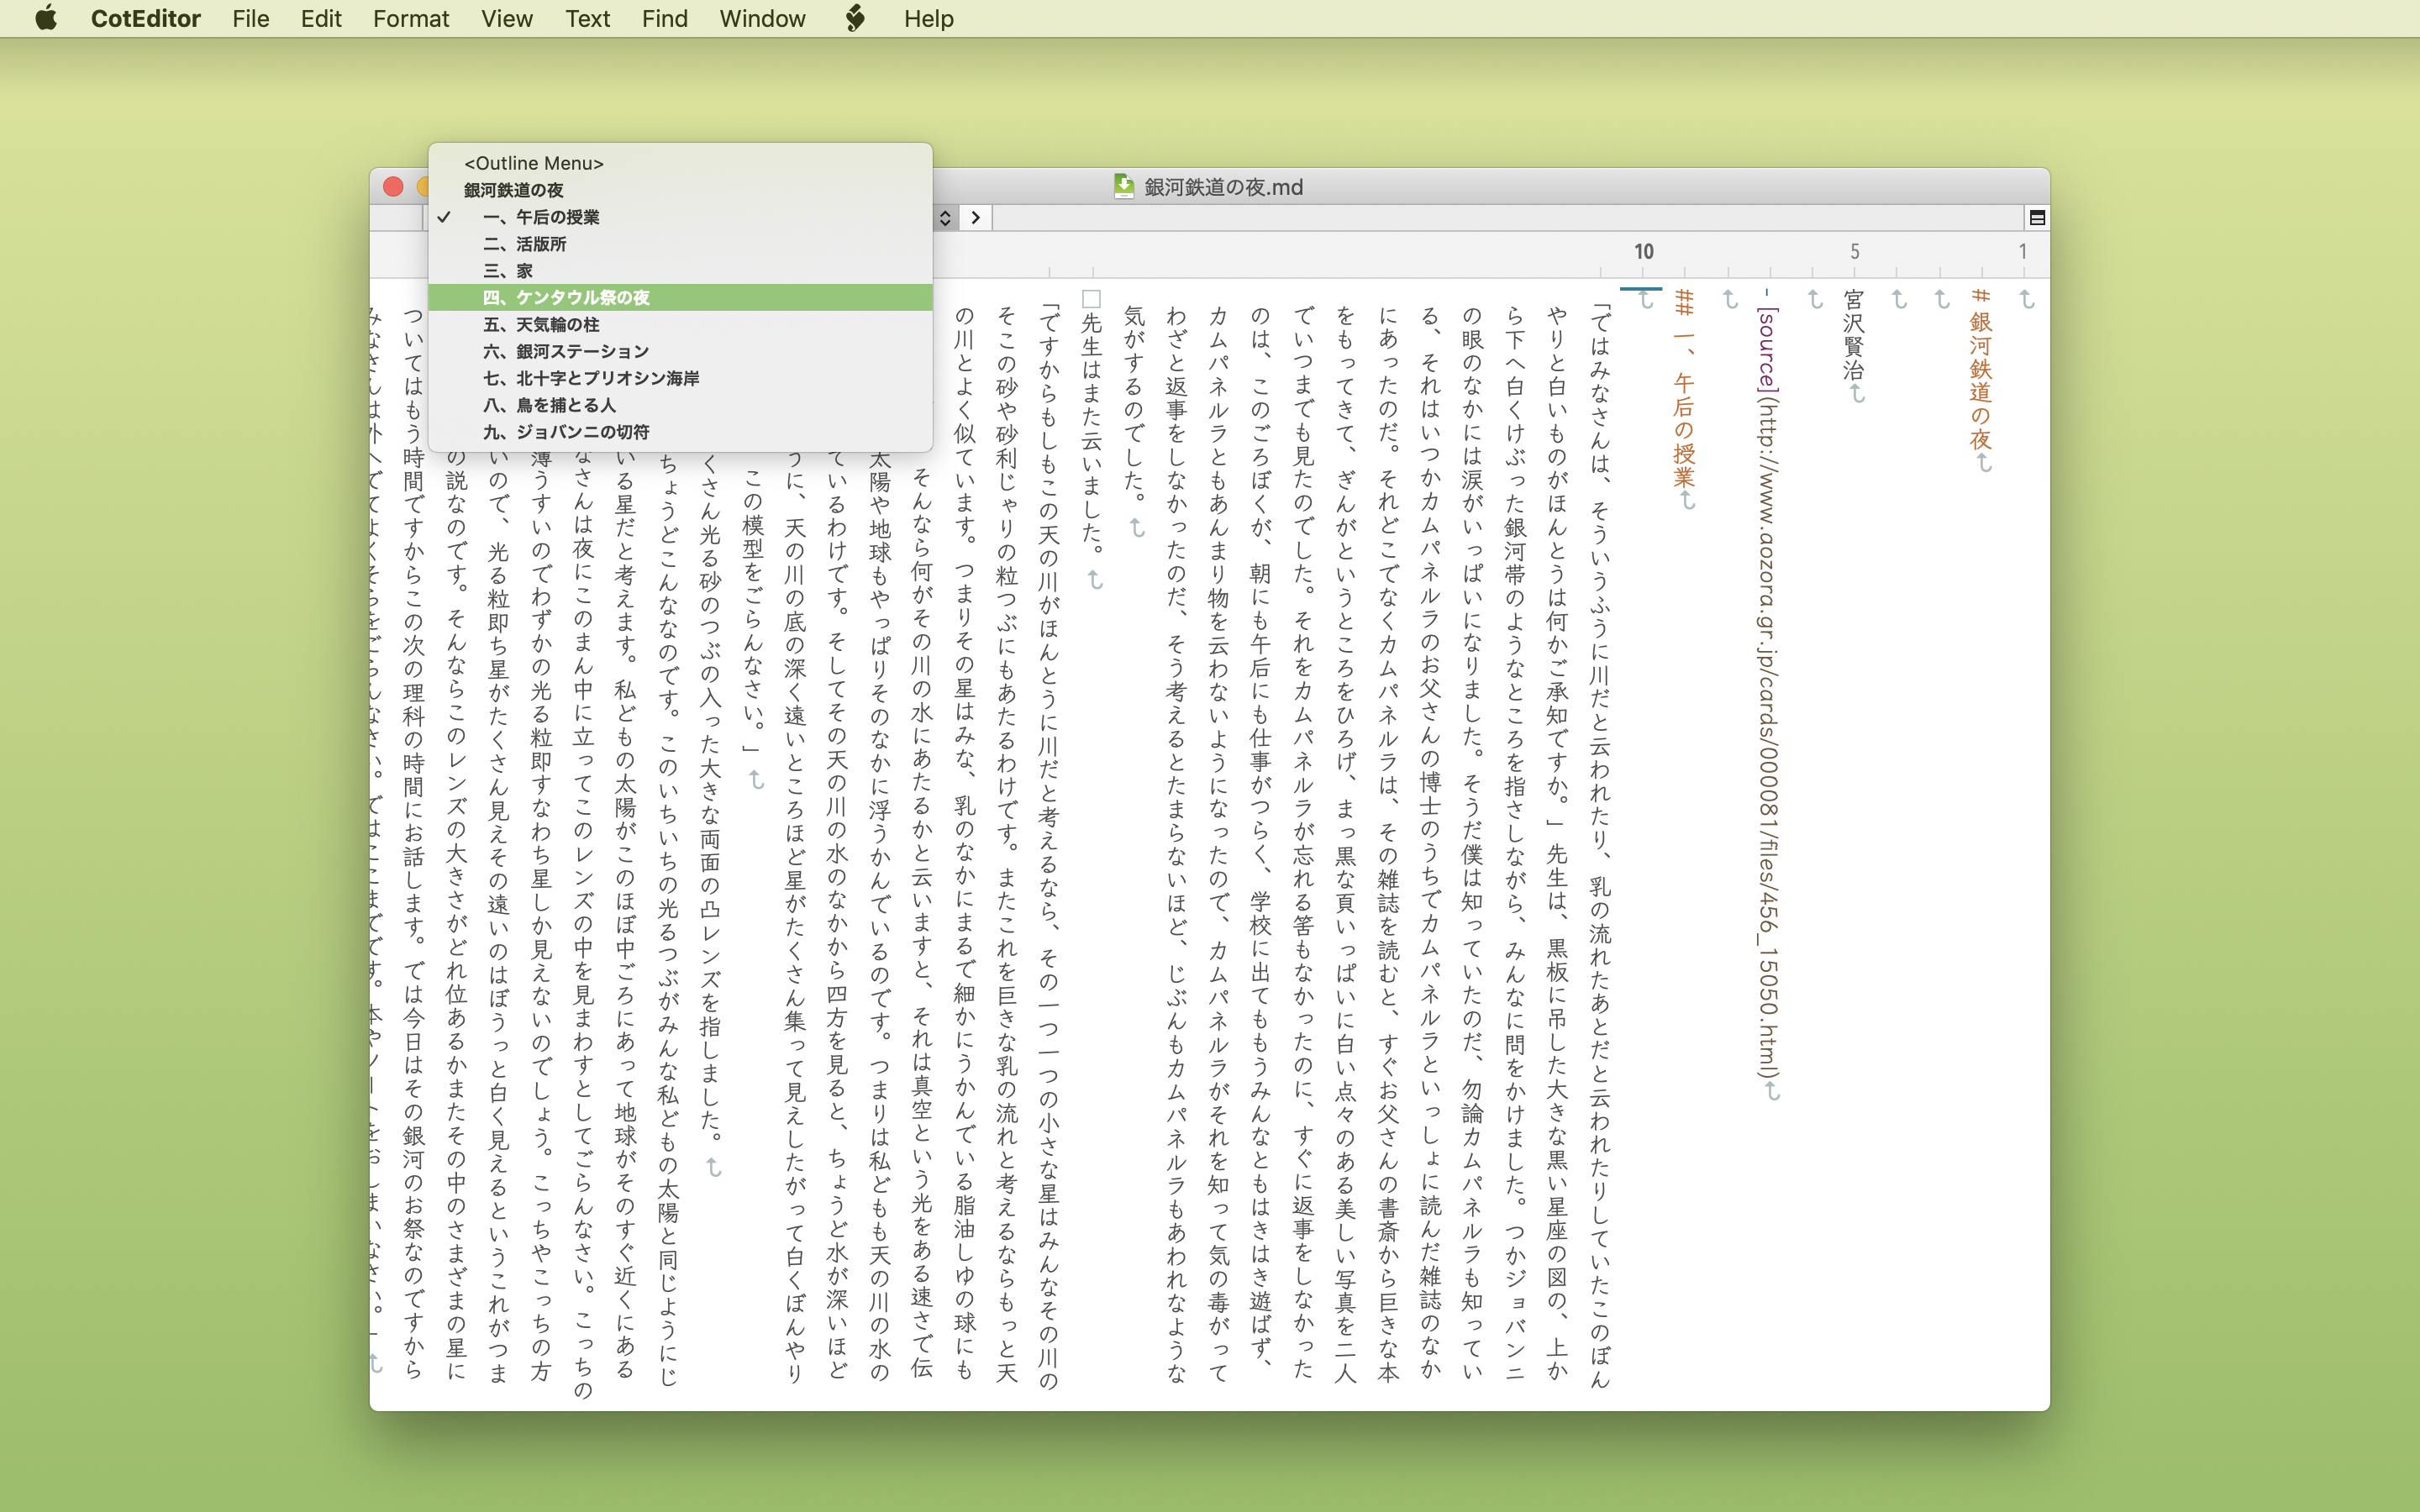 CotEditor File Edit Format View Text Find Window Help
<Outline Menu>
銀河鉄道の夜
✓ 一、午后の授業
二、活版所
三、家
四、ケンタウル祭の夜
五、天気輪の柱
六、銀河ステーション
七、北十字とプリオシン海岸
八、鳥を捕とる人
九、ジョバンニの切符
銀河鉄道の夜.md
10 5 1
# 銀河鉄道の夜
宮沢賢治
- [source](http://www.aozora.gr.jp/cards/000081/files/456_15050.html)
## 一、午后の授業
「ではみなさんは、そういうふうに川だと云われたり、乳の流れたあとだと云われたりしていたこのぼん
やりと白いものがほんとうは何かご承知ですか。」先生は、黒板に吊した大きな黒い星座の図の、上か
ら下へ白くけぶった銀河帯のようなところを指さしながら、みんなに問をかけました。つかジョバンニ
の眼のなかには涙がいっぱいになりました。そうだ僕は知っていたのだ、勿論カムパネルラも知ってい
る、それはいつかカムパネルラのお父さんの博士のうちでカムパネルラといっしょに読んだ雑誌のなか
にあったのだ。それどこでなくカムパネルラは、その雑誌を読むと、すぐお父さんの書斎から巨きな本
をもってきて、ぎんがというところをひろげ、まっ黒な頁いっぱいに白い点々のある美しい写真を二人
でいつまでも見たのでした。それをカムパネルラが忘れる筈もなかったのに、すぐに返事をしなかった
のは、このごろぼくが、朝にも午后にも仕事がつらく、学校に出てももうみんなともはきはき遊ばず、
カムパネルラともあんまり物を云わないようになったので、カムパネルラがそれを知って気の毒がって
わざと返事をしなかったのだ、そう考えるとたまらないほど、じぶんもカムパネルラもあわれなような
気がするのでした。
□先生はまた云いました。
「ですからもしもこの天の川がほんとうに川だと考えるなら、その一つ一つの小さな星はみんなその川の
そこの砂や砂利じゃりの粒つぶにもあたるわけです。またこれを巨きな乳の流れと考えるならもっと天
の川とよく似ています。つまりその星はみな、乳のなかにまるで細かにうかんでいる脂油しゆの球にも
そんなら何がその川の水にあたるかと云いますと、それは真空という光をある速さで伝
太陽や地球もやっぱりそのなかに浮うかんでいるのです。つまりは私どもも天の川の水の
ているわけです。そしてその天の川の水のなかから四方を見ると、ちょうど水が深いほど
うに、天の川の底の深く遠いところほど星がたくさん集って見えしたがって白くぼんやり
この模型をごらんなさい。」
くさん光る砂のつぶの入った大きな両面の凸レンズを指しました。
ちょうどこんななのです。このいちいちの光るつぶがみんな私どもの太陽と同じようにじ
いる星だと考えます。私どもの太陽がこのほぼ中ごろにあって地球がそのすぐ近くにある
なさんは夜にこのまん中に立ってこのレンズの中を見まわすとしてごらんなさい。こっちの
薄うすいのでわずかの光る粒即すなわち星しか見えないのでしょう。こっちやこっちの方
いので、光る粒即ち星がたくさん見えその遠いのはぼうっと白く見えるというこれがつま
の説なのです。そんならこのレンズの大きさがどれ位あるかまたその中のさまざまの星に
ついてはもう時間ですからこの次の理科の時間にお話します。では今日はその銀河のお祭なのですから